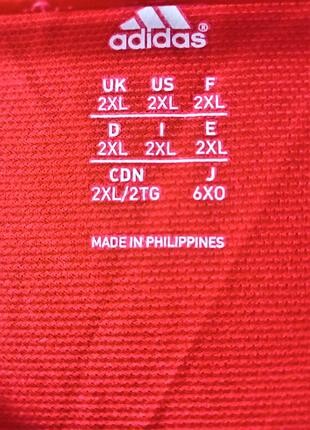 adidas®
UK US F
2XL 2XL 2XL
D I E
2XL 2XL 2XL
CDN J
2XL/2TG 6XO
MADE IN PHILIPPINES